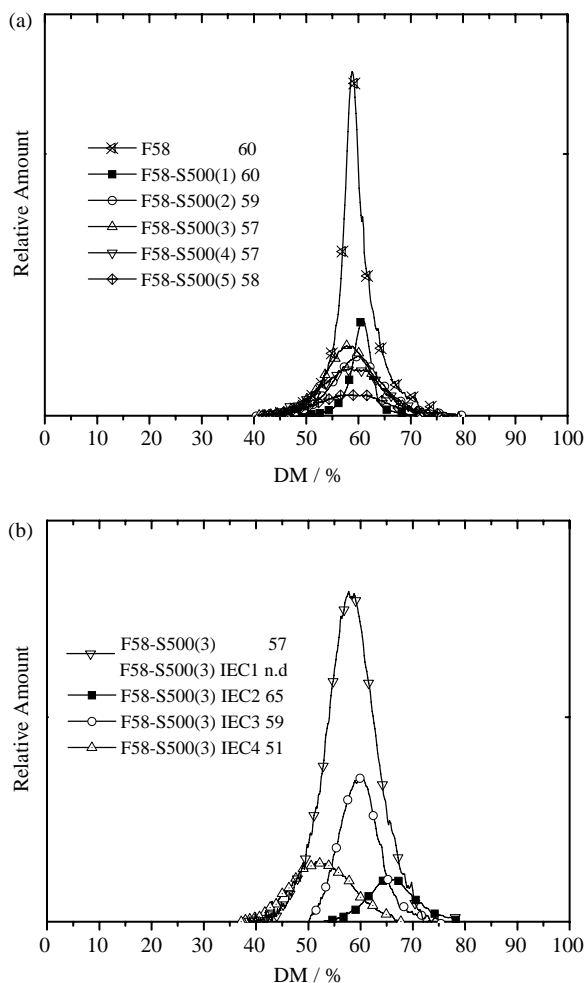 (a)
Relative Amount
F58 60
F58-S500(1) 60
F58-S500(2) 59
F58-S500(3) 57
F58-S500(4) 57
F58-S500(5) 58
0 10 20 30 40 50 60 70 80 90 100
DM / %
(b)
Relative Amount
F58-S500(3) 57
F58-S500(3) IEC1 n.d
F58-S500(3) IEC2 65
F58-S500(3) IEC3 59
F58-S500(3) IEC4 51
0 10 20 30 40 50 60 70 80 90 100
DM / %